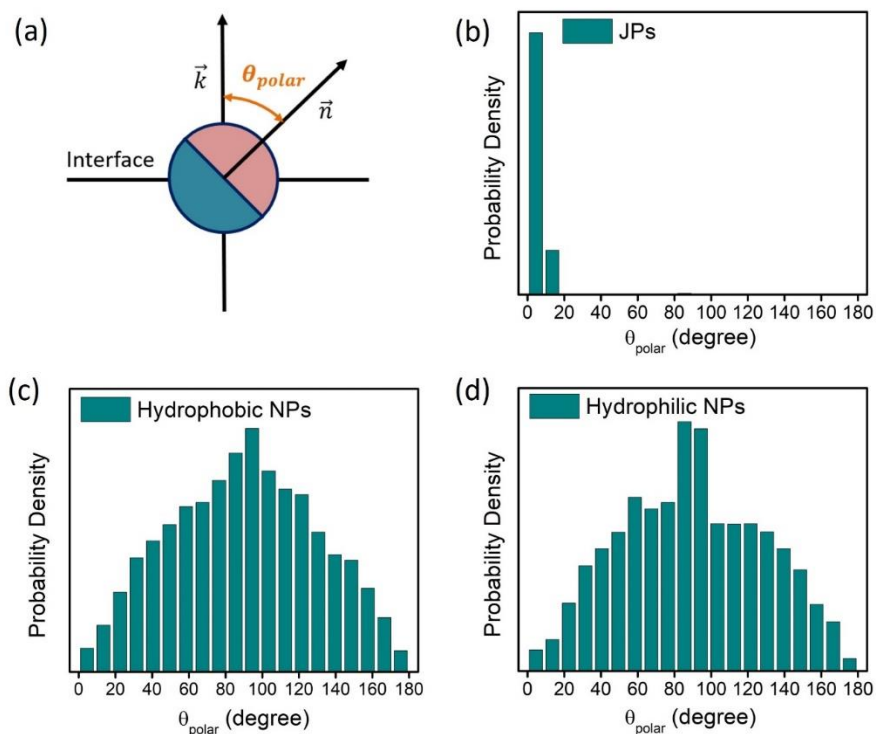 (a)
k⃗
θpolar
n⃗
Interface
(b)
JPs
Probability Density
0 20 40 60 80 100 120 140 160 180
θpolar (degree)
(c)
Hydrophobic NPs
Probability Density
0 20 40 60 80 100 120 140 160 180
θpolar (degree)
(d)
Hydrophilic NPs
Probability Density
0 20 40 60 80 100 120 140 160 180
θpolar (degree)